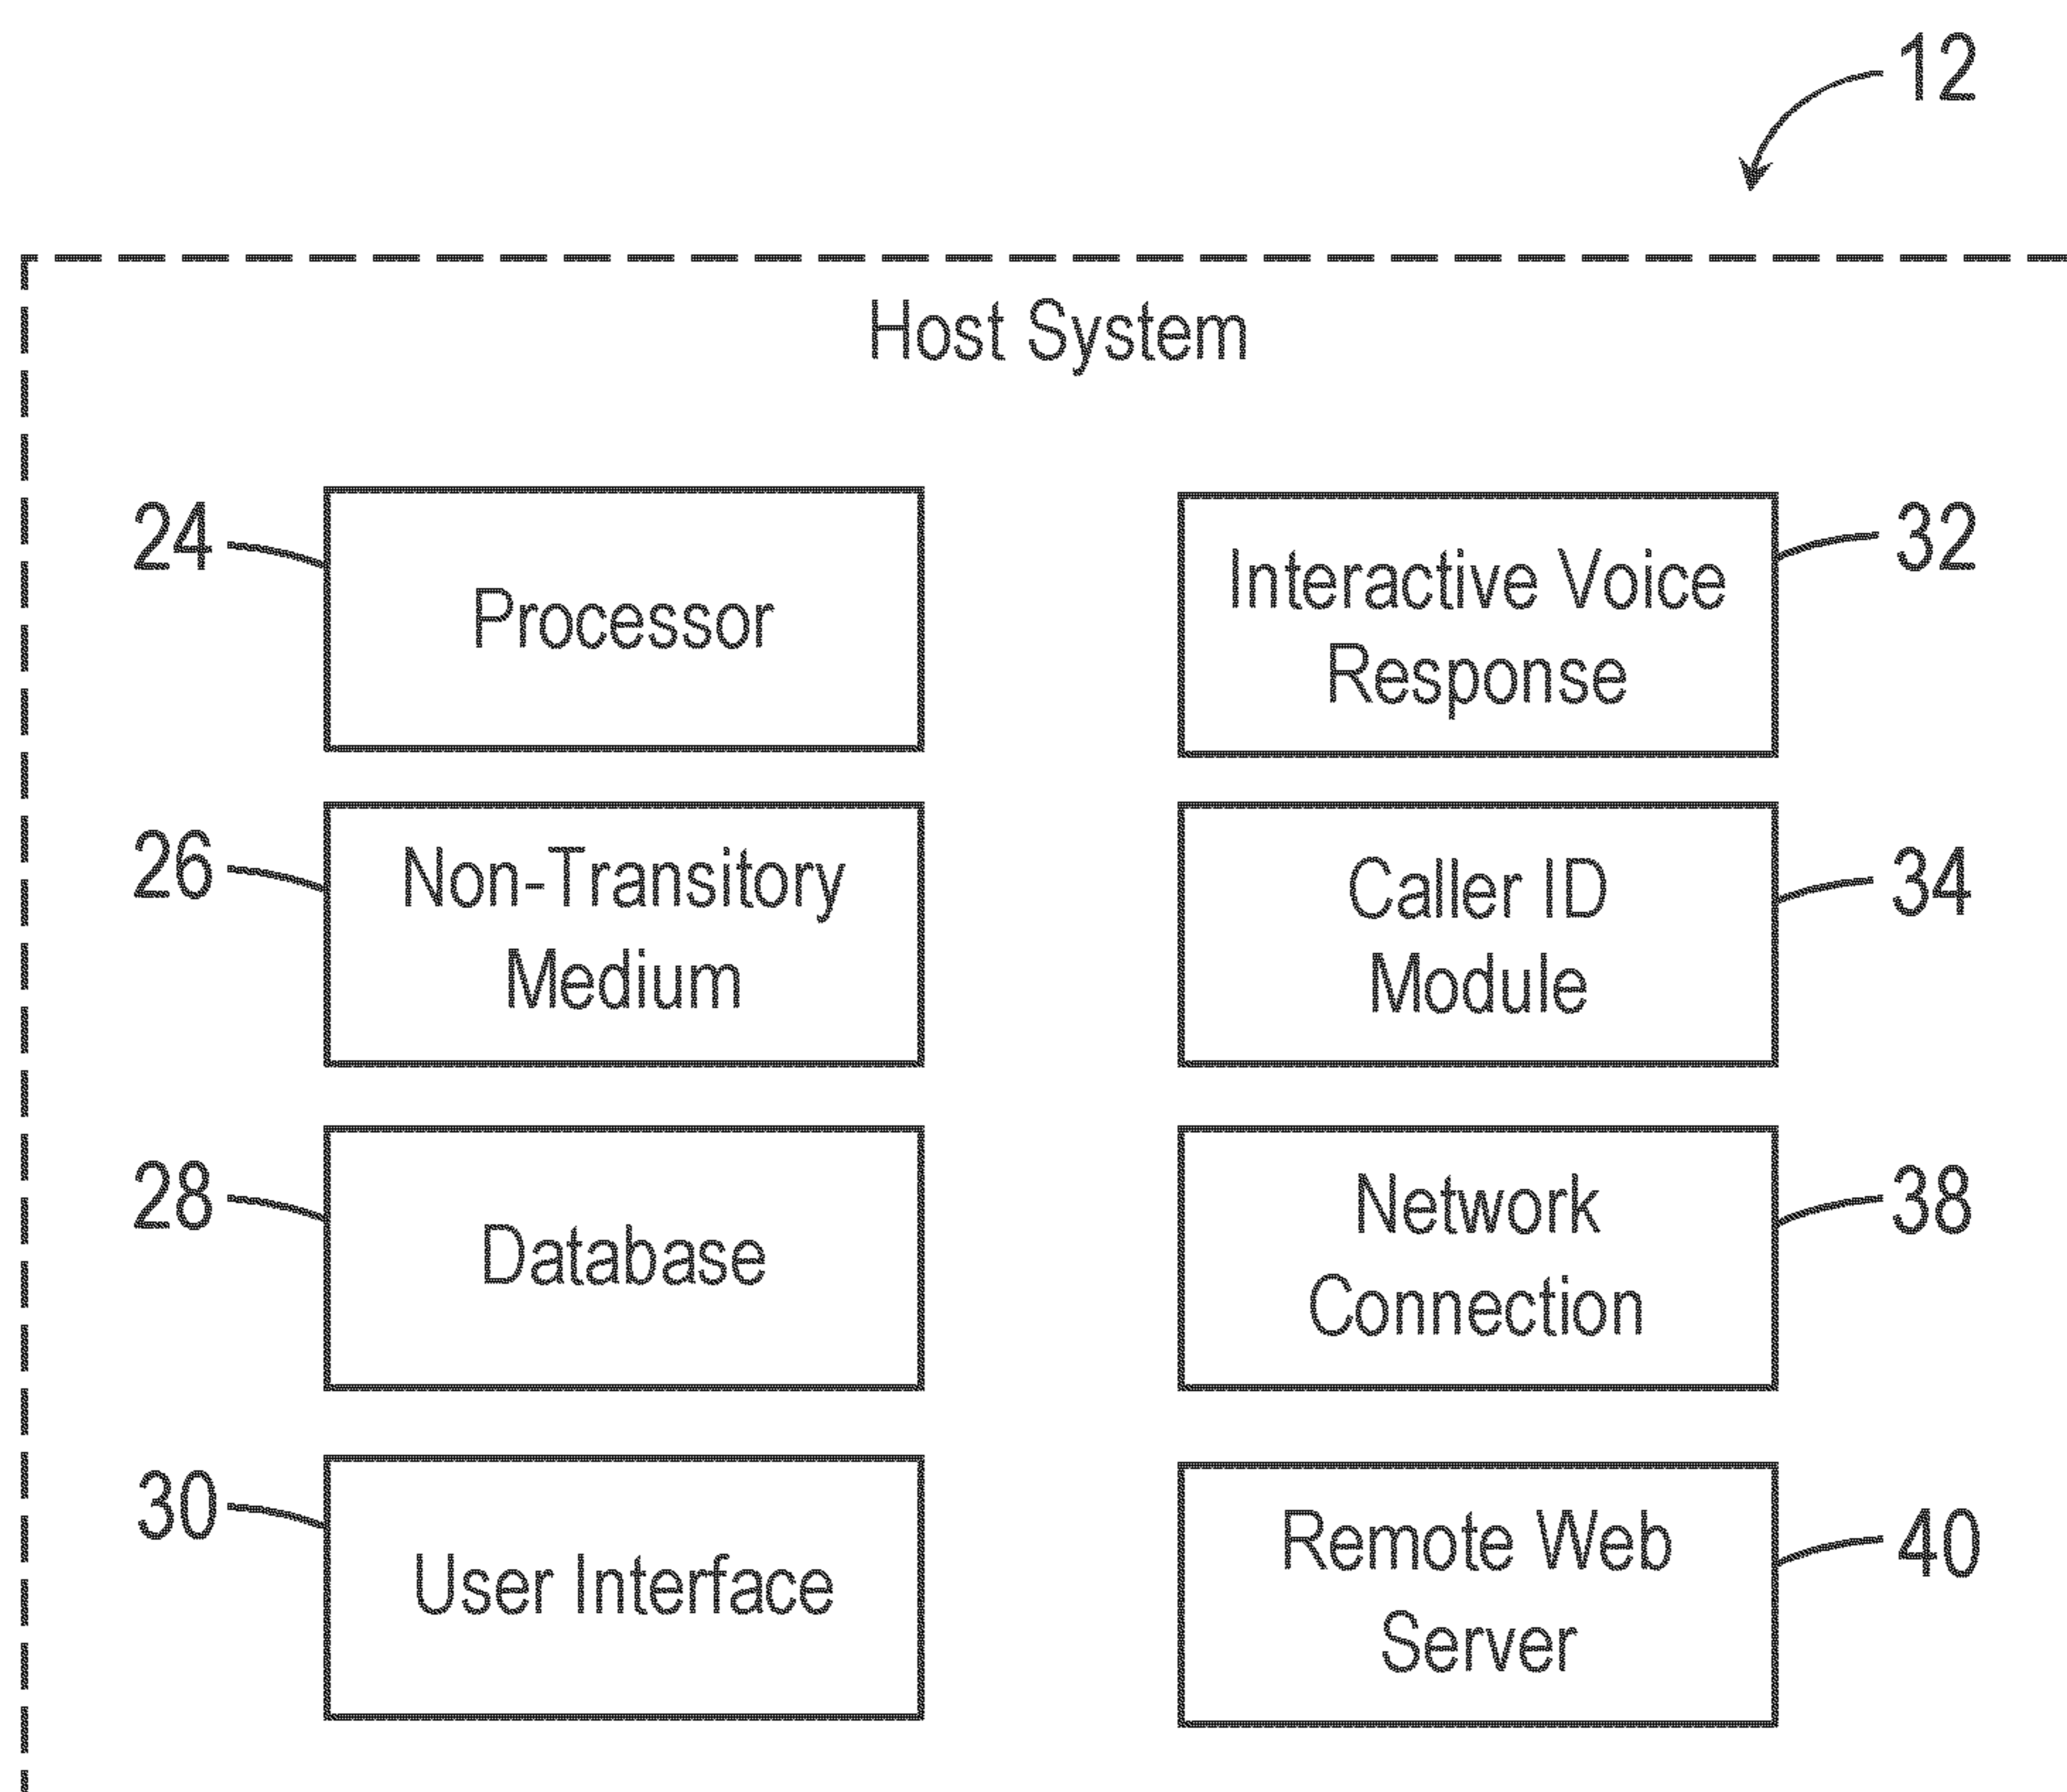 12
Host System
24
Processor
32
Interactive Voice
Response
26
Non-Transitory
Medium
34
Caller ID
Module
28
Database
38
Network
Connection
30
User Interface
40
Remote Web
Server